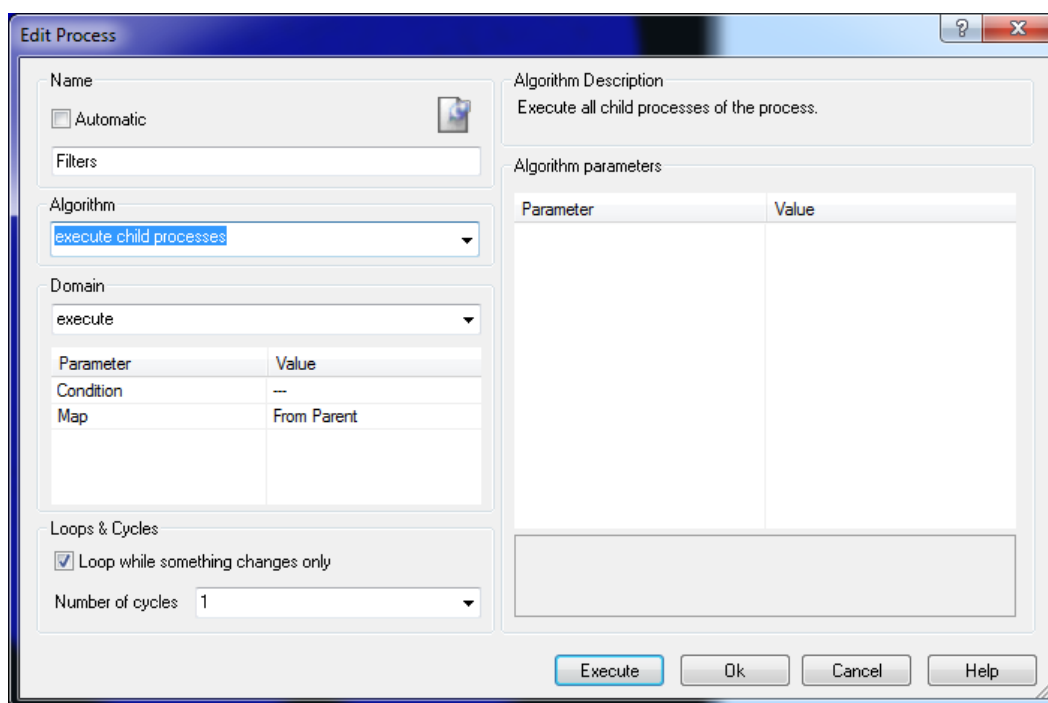 Edit Process
Name
Automatic
Filters
Algorithm
execute child processes
Domain
execute
Parameter Value
Condition ---
Map From Parent
Loops & Cycles
Loop while something changes only
Number of cycles 1
Algorithm Description
Execute all child processes of the process.
Algorithm parameters
Parameter Value
Execute Ok Cancel Help